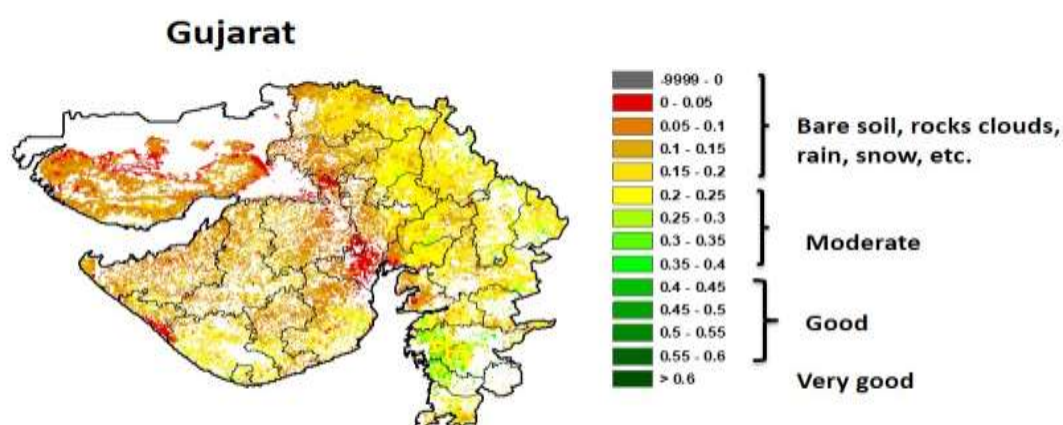 Gujarat
-9999 - 0
0 - 0.05
0.05 - 0.1
0.1 - 0.15
0.15 - 0.2
0.2 - 0.25
0.25 - 0.3
0.3 - 0.35
0.35 - 0.4
0.4 - 0.45
0.45 - 0.5
0.5 - 0.55
0.55 - 0.6
> 0.6
Bare soil, rocks clouds,
rain, snow, etc.
Moderate
Good
Very good